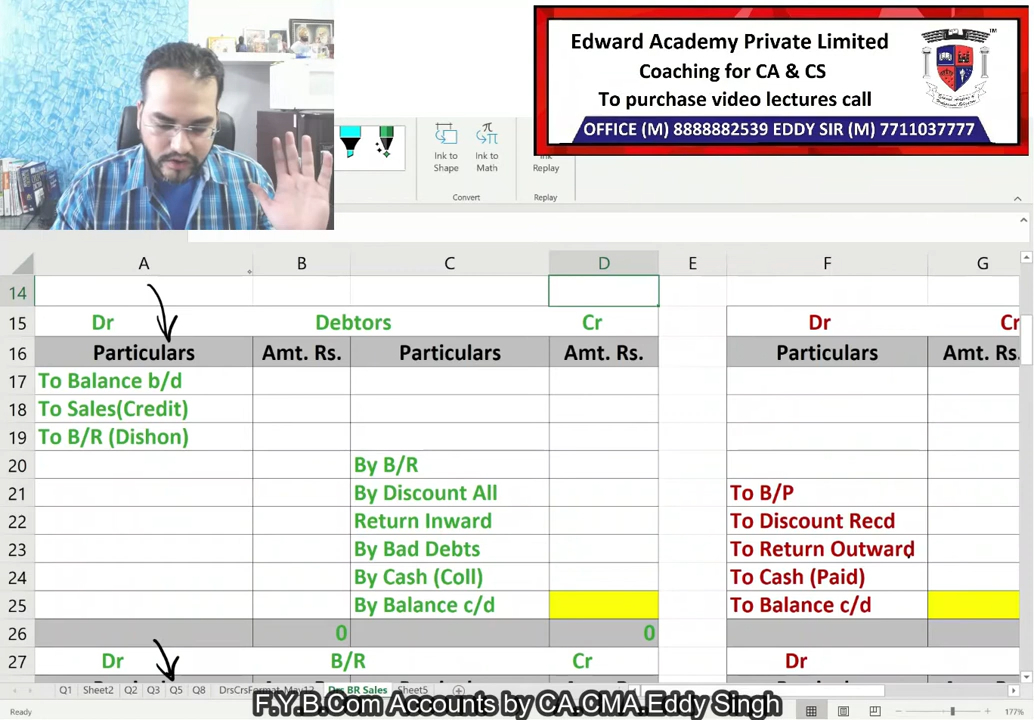 Edward Academy Private Limited
Coaching for CA & CS
To purchase video lectures call
OFFICE (M) 8888882539 EDDY SIR (M) 7711037777
Ink to Shape
Ink to Math
Ink Replay
Convert
Replay
A B C D E F G
14
15 Dr Debtors Cr Dr Cr
16 Particulars Amt. Rs. Particulars Amt. Rs. Particulars Amt. Rs.
17 To Balance b/d
18 To Sales(Credit)
19 To B/R (Dishon)
20 By B/R
21 By Discount All To B/P
22 Return Inward To Discount Recd
23 By Bad Debts To Return Outward
24 By Cash (Coll) To Cash (Paid)
25 By Balance c/d To Balance c/d
26 0 0
27 Dr B/R Cr Dr
Q1 Sheet2 Q2 Q3 Q5 Q8 DrsCrsFormat May12 Drs BR Sales Sheet5
F.Y.B.Com Accounts by CA.CMA.Eddy Singh
Ready
177%